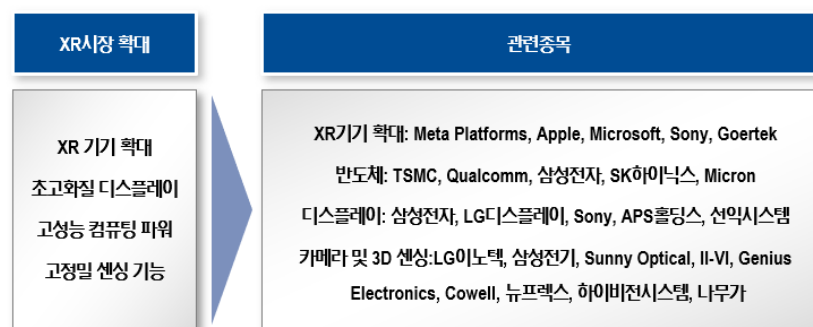 XR시장 확대
관련종목
XR 기기 확대
초고화질 디스플레이
고성능 컴퓨팅 파워
고정밀 센싱 기능
XR기기 확대: Meta Platforms, Apple, Microsoft, Sony, Goertek
반도체: TSMC, Qualcomm, 삼성전자, SK하이닉스, Micron
디스플레이: 삼성전자, LG디스플레이, Sony, APS홀딩스, 선익시스템
카메라 및 3D 센싱:LG이노텍, 삼성전기, Sunny Optical, II-VI, Genius
Electronics, Cowell, 뉴프렉스, 하이비전시스템, 나무가